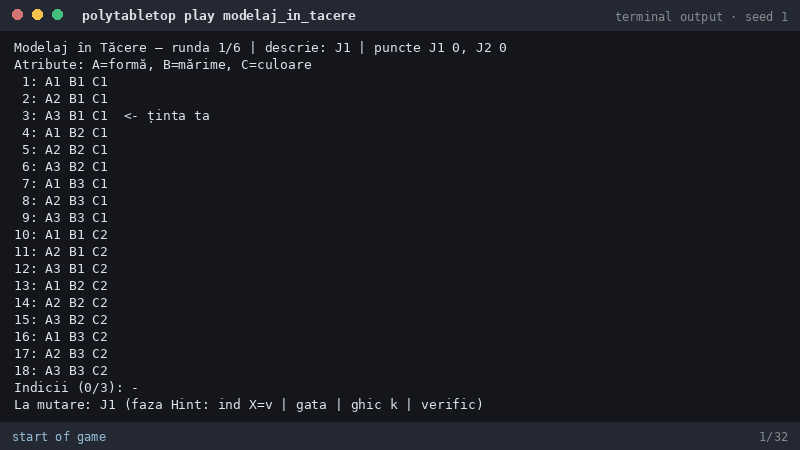 polytabletop play modelaj_in_tacere
terminal output · seed 1
Modelaj în Tăcere — runda 1/6 | descrie: J1 | puncte J1 0, J2 0
Atribute: A=formă, B=mărime, C=culoare
1: A1 B1 C1
2: A2 B1 C1
3: A3 B1 C1 <- ținta ta
4: A1 B2 C1
5: A2 B2 C1
6: A3 B2 C1
7: A1 B3 C1
8: A2 B3 C1
9: A3 B3 C1
10: A1 B1 C2
11: A2 B1 C2
12: A3 B1 C2
13: A1 B2 C2
14: A2 B2 C2
15: A3 B2 C2
16: A1 B3 C2
17: A2 B3 C2
18: A3 B3 C2
Indicii (0/3): -
La mutare: J1 (faza Hint: ind X=v | gata | ghic k | verific)
start of game
1/32